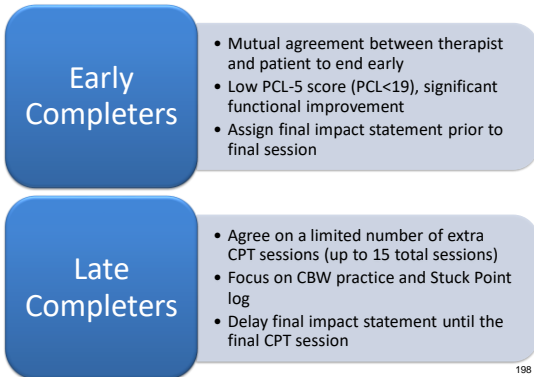 Early
Completers
• Mutual agreement between therapist
and patient to end early
• Low PCL-5 score (PCL<19), significant
functional improvement
• Assign final impact statement prior to
final session
Late
Completers
• Agree on a limited number of extra
CPT sessions (up to 15 total sessions)
• Focus on CBW practice and Stuck Point
log
• Delay final impact statement until the
final CPT session
198